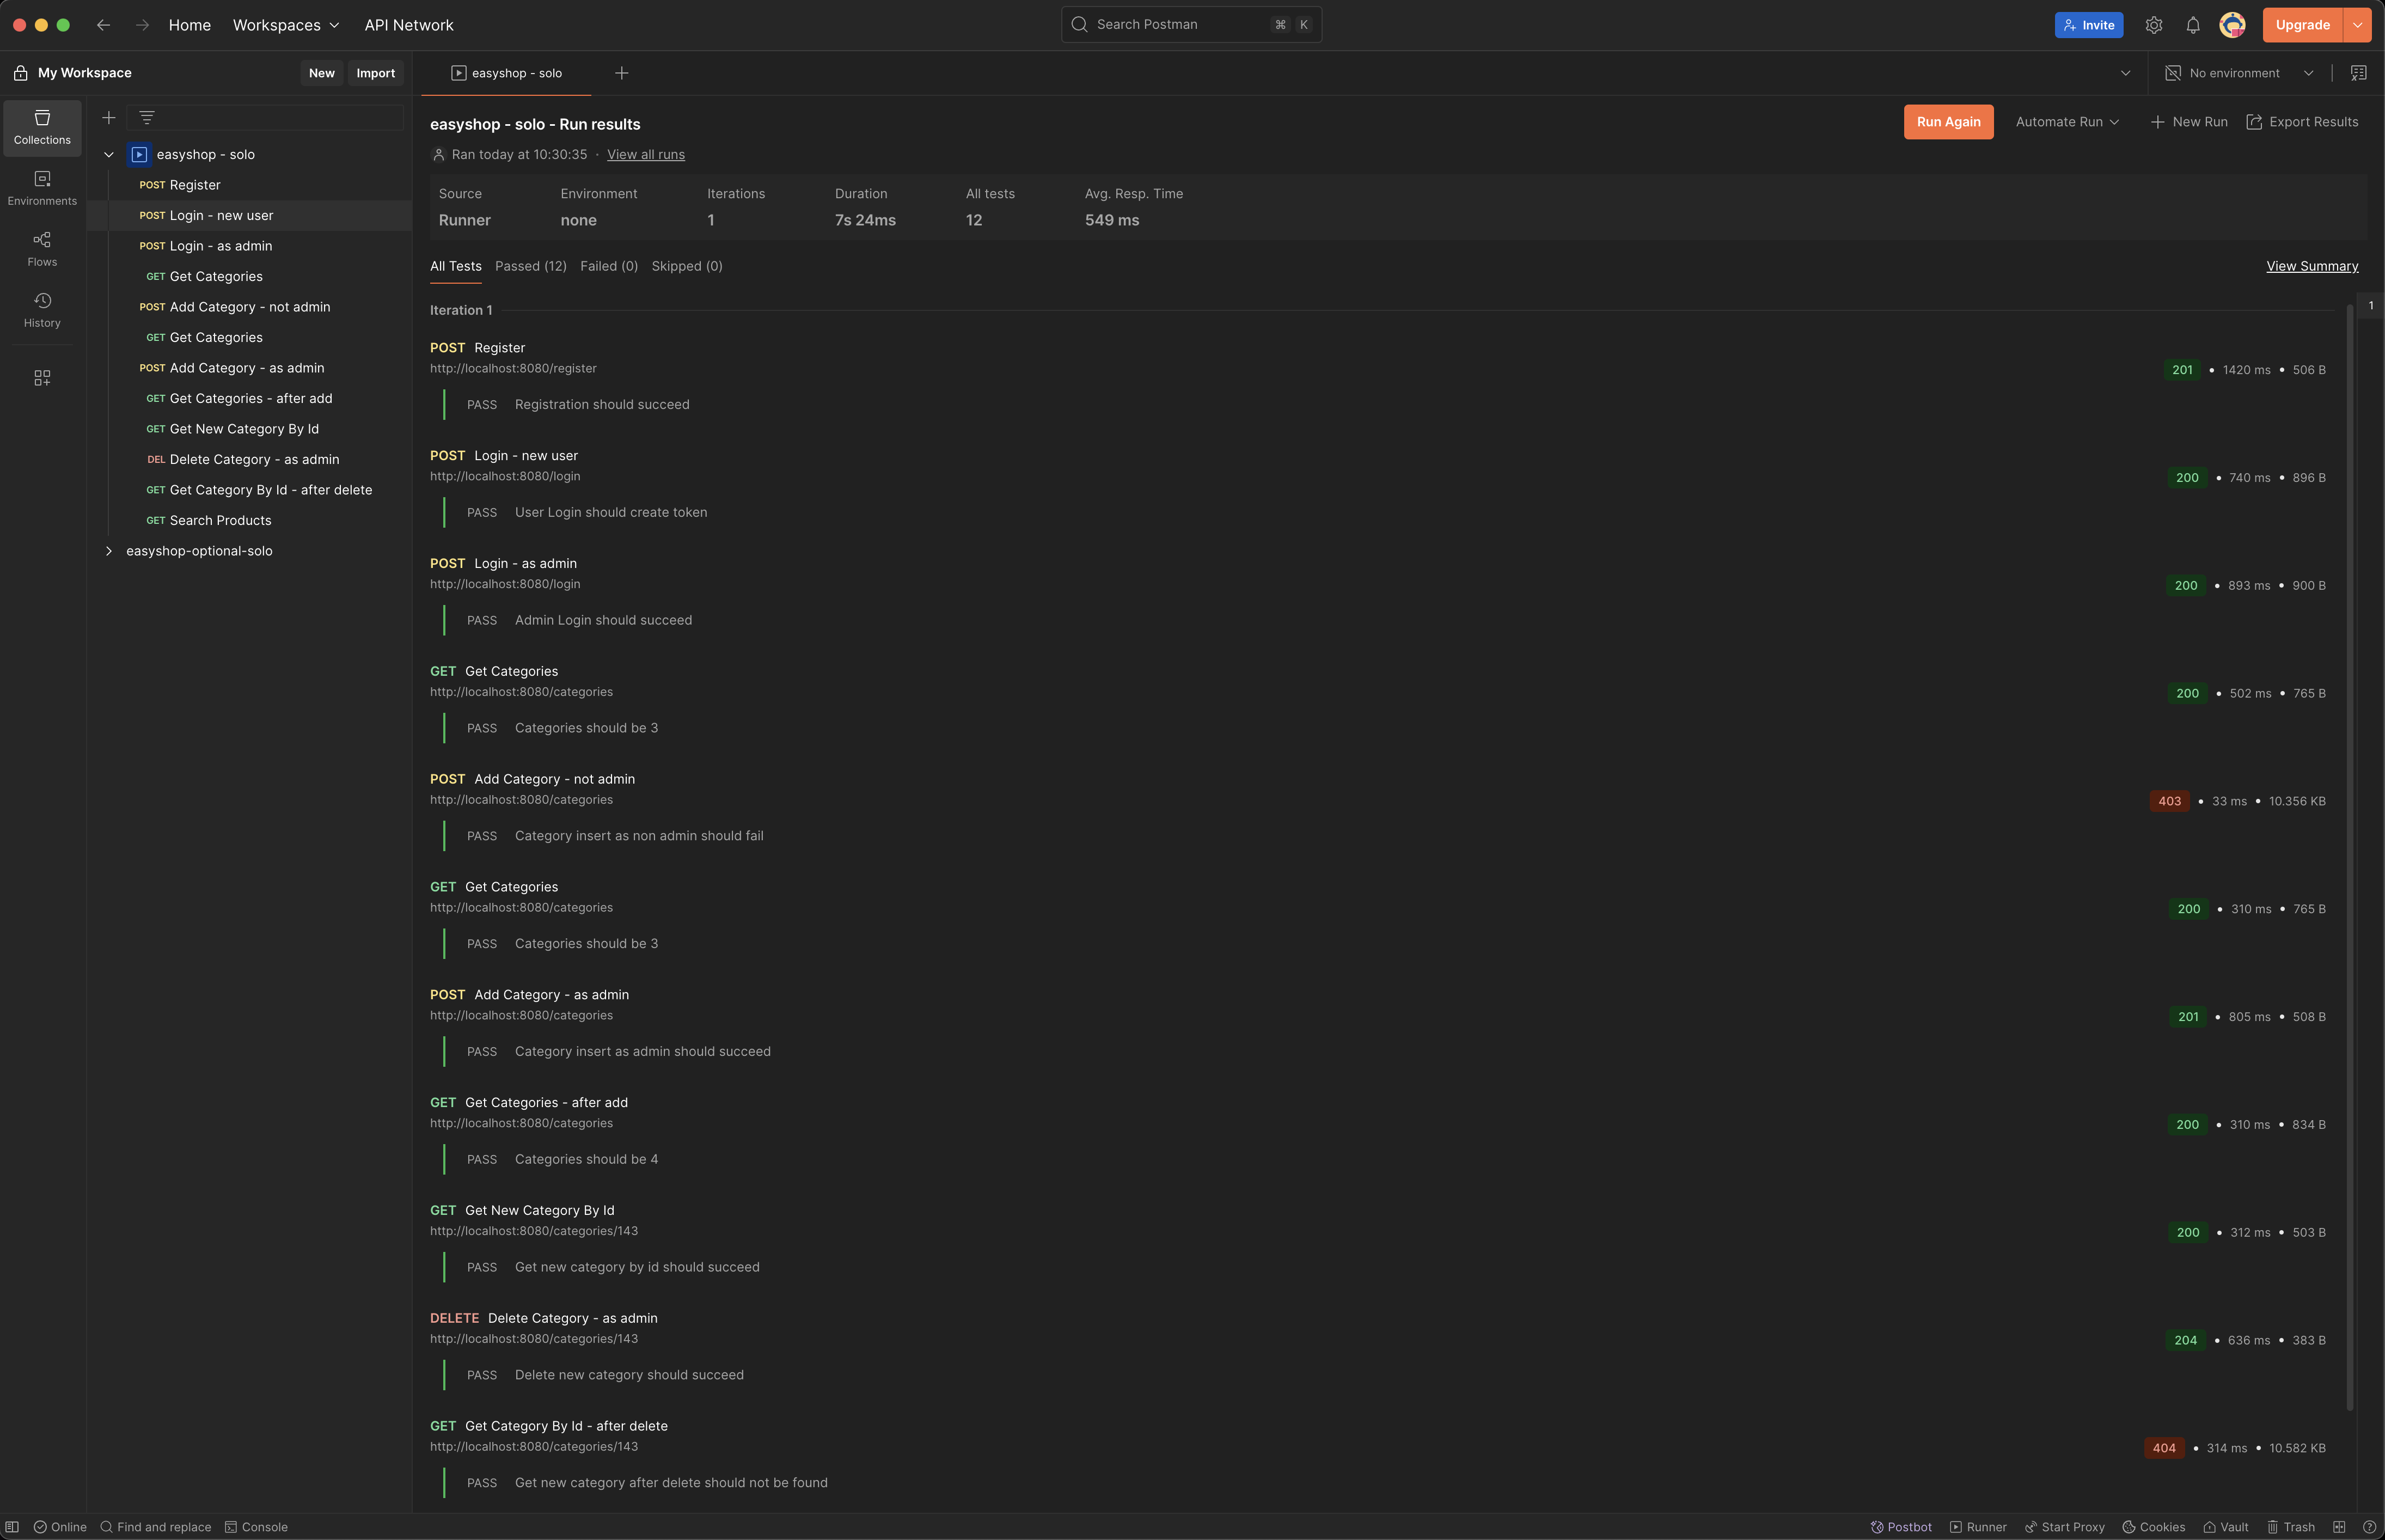 Home Workspaces API Network Search Postman ⌘ K Invite Upgrade
My Workspace New Import easyshop - solo No environment
Collections
Environments
Flows
History
easyshop - solo
POST Register
POST Login - new user
POST Login - as admin
GET Get Categories
POST Add Category - not admin
GET Get Categories
POST Add Category - as admin
GET Get Categories - after add
GET Get New Category By Id
DEL Delete Category - as admin
GET Get Category By Id - after delete
GET Search Products
easyshop-optional-solo
easyshop - solo - Run results
Run Again Automate Run New Run Export Results
Ran today at 10:30:35 · View all runs
Source Environment Iterations Duration All tests Avg. Resp. Time
Runner none 1 7s 24ms 12 549 ms
All Tests Passed (12) Failed (0) Skipped (0) View Summary
Iteration 1
1
POST Register
http://localhost:8080/register
201 • 1420 ms • 506 B
PASS Registration should succeed
POST Login - new user
http://localhost:8080/login
200 • 740 ms • 896 B
PASS User Login should create token
POST Login - as admin
http://localhost:8080/login
200 • 893 ms • 900 B
PASS Admin Login should succeed
GET Get Categories
http://localhost:8080/categories
200 • 502 ms • 765 B
PASS Categories should be 3
POST Add Category - not admin
http://localhost:8080/categories
403 • 33 ms • 10.356 KB
PASS Category insert as non admin should fail
GET Get Categories
http://localhost:8080/categories
200 • 310 ms • 765 B
PASS Categories should be 3
POST Add Category - as admin
http://localhost:8080/categories
201 • 805 ms • 508 B
PASS Category insert as admin should succeed
GET Get Categories - after add
http://localhost:8080/categories
200 • 310 ms • 834 B
PASS Categories should be 4
GET Get New Category By Id
http://localhost:8080/categories/143
200 • 312 ms • 503 B
PASS Get new category by id should succeed
DELETE Delete Category - as admin
http://localhost:8080/categories/143
204 • 636 ms • 383 B
PASS Delete new category should succeed
GET Get Category By Id - after delete
http://localhost:8080/categories/143
404 • 314 ms • 10.582 KB
PASS Get new category after delete should not be found
Online Find and replace Console Postbot Runner Start Proxy Cookies Vault Trash